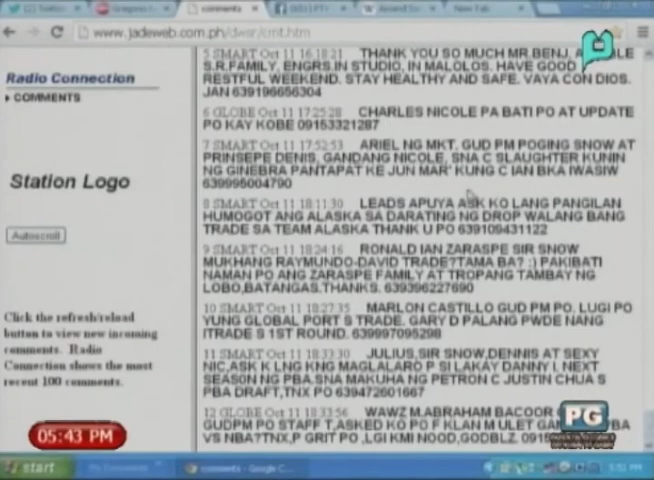 comments
New Tab
www.jadeweb.com.ph/dwsr/cmt.htm
Radio Connection
COMMENTS
Station Logo
Autoscroll
Click the refresh/reload
button to view new incoming
comments. Radio
Connection shows the most
recent 100 comments.
5 SMART Oct 11 16:18:21 THANK YOU SO MUCH MR.BENJ,
S.R.FAMILY, ENGRS.IN STUDIO, IN MALOLOS. HAVE GOOD
RESTFUL WEEKEND. STAY HEALTHY AND SAFE. VAYA CON DIOS.
JAN 639196656304
6 GLOBE Oct 11 17:25:28 CHARLES NICOLE PA BATI PO AT UPDATE
PO KAY KOBE 09153321287
7 SMART Oct 11 17:52:53 ARIEL NG MKT. GUD PM POGING SNOW AT
PRINSEPE DENIS, GANDANG NICOLE, SNA C SLAUGHTER KUNIN
NG GINEBRA PANTAPAT KE JUN MAR' KUNG C IAN BKA IWASIW
639995004790
8 SMART Oct 11 18:11:30 LEADS APUYA ASK KO LANG PANGILAN
HUMOGOT ANG ALASKA SA DARATING NG DROP WALANG BANG
TRADE SA TEAM ALASKA THANK U PO 639109431122
9 SMART Oct 11 18:24:16 RONALD IAN ZARASPE SIR SNOW
MUKHANG RAYMUNDO-DAVID TRADE?TAMA BA? :) PAKIBATI
NAMAN PO ANG ZARASPE FAMILY AT TROPANG TAMBAY NG
LOBO,BATANGAS.THANKS. 639396227690
10 SMART Oct 11 18:27:35 MARLON CASTILLO GUD PM PO. LUGI PO
YUNG GLOBAL PORT S TRADE. GARY D PALANG PWDE NANG
ITRADE S 1ST ROUND. 639997095298
11 SMART Oct 11 18:33:30 JULIUS,SIR SNOW,DENNIS AT SEXY
NIC,ASK K LNG KNG MAGLALARO P SI LAKAY DANNY I. NEXT
SEASON NG PBA.SNA MAKUHA NG PETRON C JUSTIN CHUA S
PBA DRAFT,TNX PO 639472601667
12 GLOBE Oct 11 18:33:56 WAWZ M.ABRAHAM BACOOR
GUDPM PO STAFF T,ASKED KO PO F KLAN M ULET
VS NBA?TNX,P GRIT PO ,LGI KMI NOOD,GODBLZ.
PG
05:43 PM
start
comments - Google C...
5:51 PM